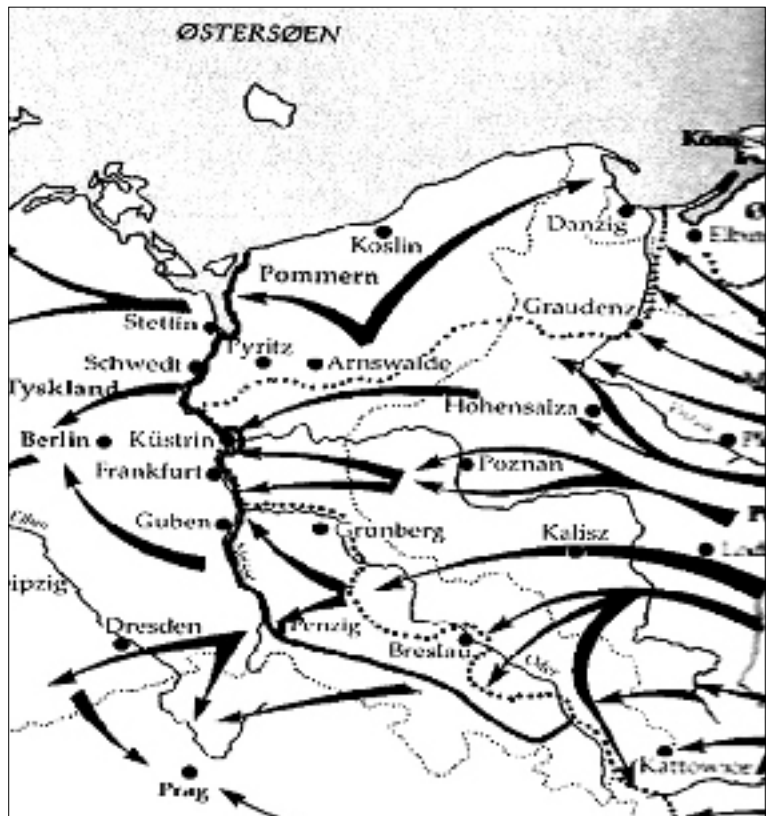 ØSTERSØEN
Danzig
Koslin
Pommern
Graudenz
Stettin
Pyritz
Schwedt
Arnswalde
Tyskland
Hohensalza
Berlin
Küstrin
Poznan
Frankfurt
Guben
Grunberg
Kalisz
Dresden
Penzig
Breslau
Oder
Prag